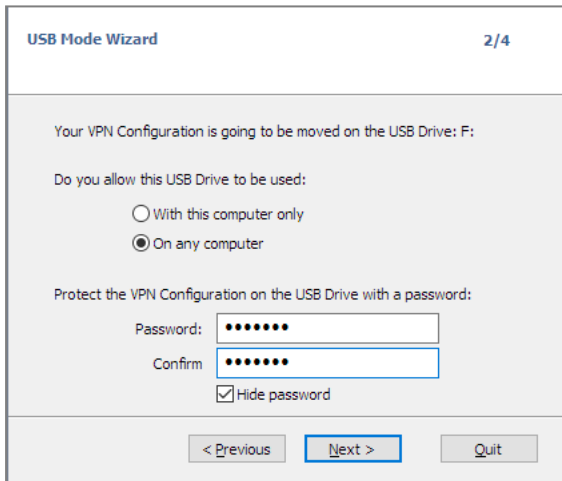 USB Mode Wizard 2/4
Your VPN Configuration is going to be moved on the USB Drive: F:
Do you allow this USB Drive to be used:
With this computer only
On any computer
Protect the VPN Configuration on the USB Drive with a password:
Password: •••••••
Confirm •••••••
Hide password
< Previous Next > Quit